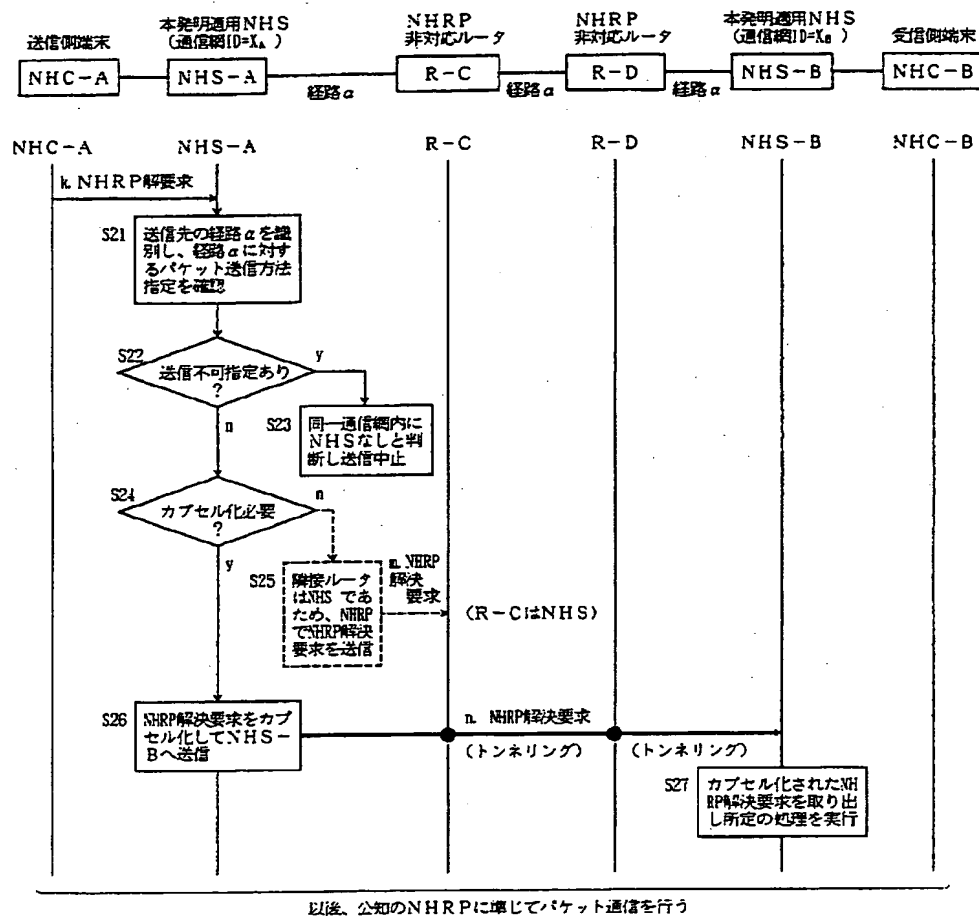 送信側端末
本発明適用NHS
(通信網ID=XA)
NHRP
非対応ルータ
NHRP
非対応ルータ
本発明適用NHS
(通信網ID=XB)
受信側端末
NHC-A
NHS-A
R-C
R-D
NHS-B
NHC-B
経路α
経路α
経路α
NHC-A
NHS-A
R-C
R-D
NHS-B
NHC-B
k. NHRP解要求
S21
送信先の経路αを識
別し、経路αに対す
るパケット送信方法
指定を確認
S22
送信不可指定あり
?
y
n
S23
同一通信網内に
NHSなしと判
断し送信中止
S24
カプセル化必要
?
n
y
S25
隣接ルータ
はNHS であ
ため、NHRP
でNHRP解決
要求を送信
m. NHRP
解決
要求
(R-CはNHS)
S26
NHRP解決要求をカプ
セル化してNHS-
Bへ送信
n. NHRP解決要求
(トンネリング)
(トンネリング)
S27
カプセル化されたNH
RP解決要求を取り出
し所定の処理を実行
以後、公知のNHRPに準じてパケット通信を行う